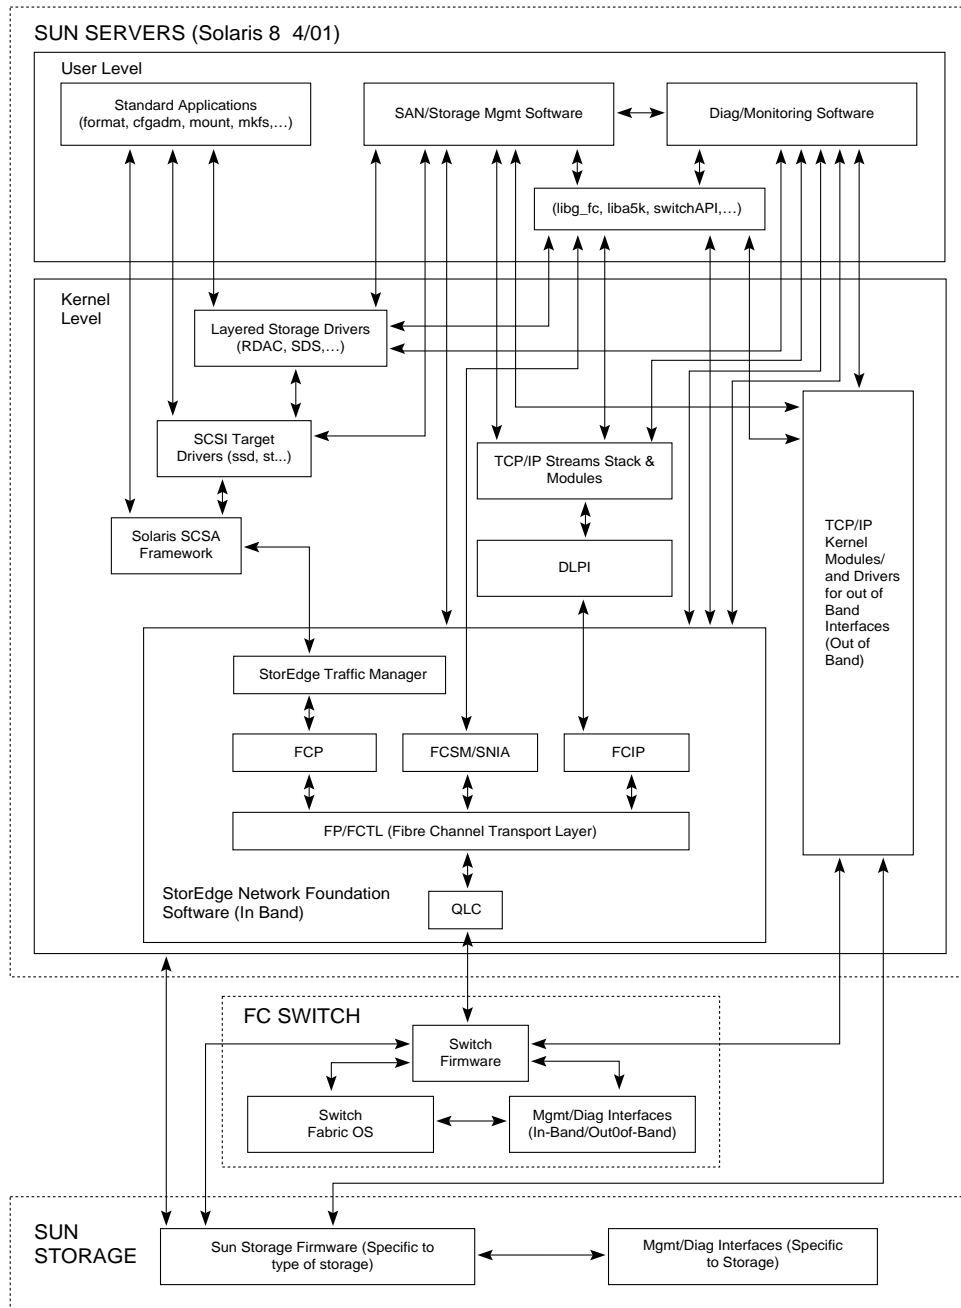 SUN SERVERS (Solaris 8  4/01)
User Level
Standard Applications
(format, cfgadm, mount, mkfs,…)
SAN/Storage Mgmt Software
Diag/Monitoring Software
(libg_fc, liba5k, switchAPI,…)
Kernel
Level
Layered Storage Drivers
(RDAC, SDS,…)
SCSI Target
Drivers (ssd, st...)
TCP/IP Streams Stack &
Modules
Solaris SCSA
Framework
DLPI
TCP/IP
Kernel
Modules/
and Drivers
for out of
Band
Interfaces
(Out of
Band)
StorEdge Traffic Manager
FCP
FCSM/SNIA
FCIP
FP/FCTL (Fibre Channel Transport Layer)
StorEdge Network Foundation
Software (In Band)
QLC
FC SWITCH
Switch
Firmware
Switch
Fabric OS
Mgmt/Diag Interfaces
(In-Band/Out0of-Band)
SUN
STORAGE
Sun Storage Firmware (Specific to
type of storage)
Mgmt/Diag Interfaces (Specific
to Storage)